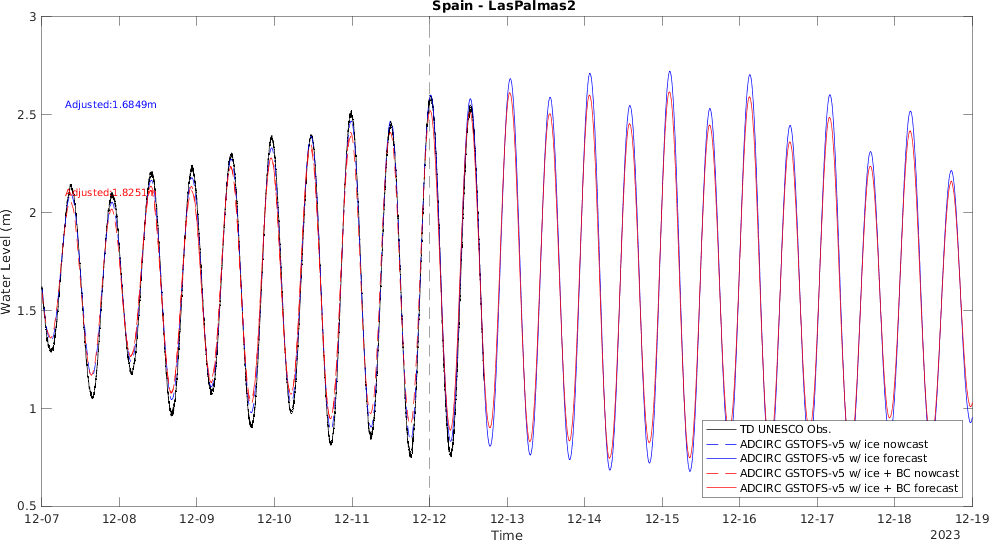 Spain - LasPalmas2
3
2.5
2
1.5
1
0.5
Water Level (m)
Adjusted:1.6849m
Adjusted:1.8251m
TD UNESCO Obs.
ADCIRC GSTOFS-v5 w/ ice nowcast
ADCIRC GSTOFS-v5 w/ ice forecast
ADCIRC GSTOFS-v5 w/ ice + BC nowcast
ADCIRC GSTOFS-v5 w/ ice + BC forecast
12-07 12-08 12-09 12-10 12-11 12-12 12-13 12-14 12-15 12-16 12-17 12-18 12-19
Time
2023